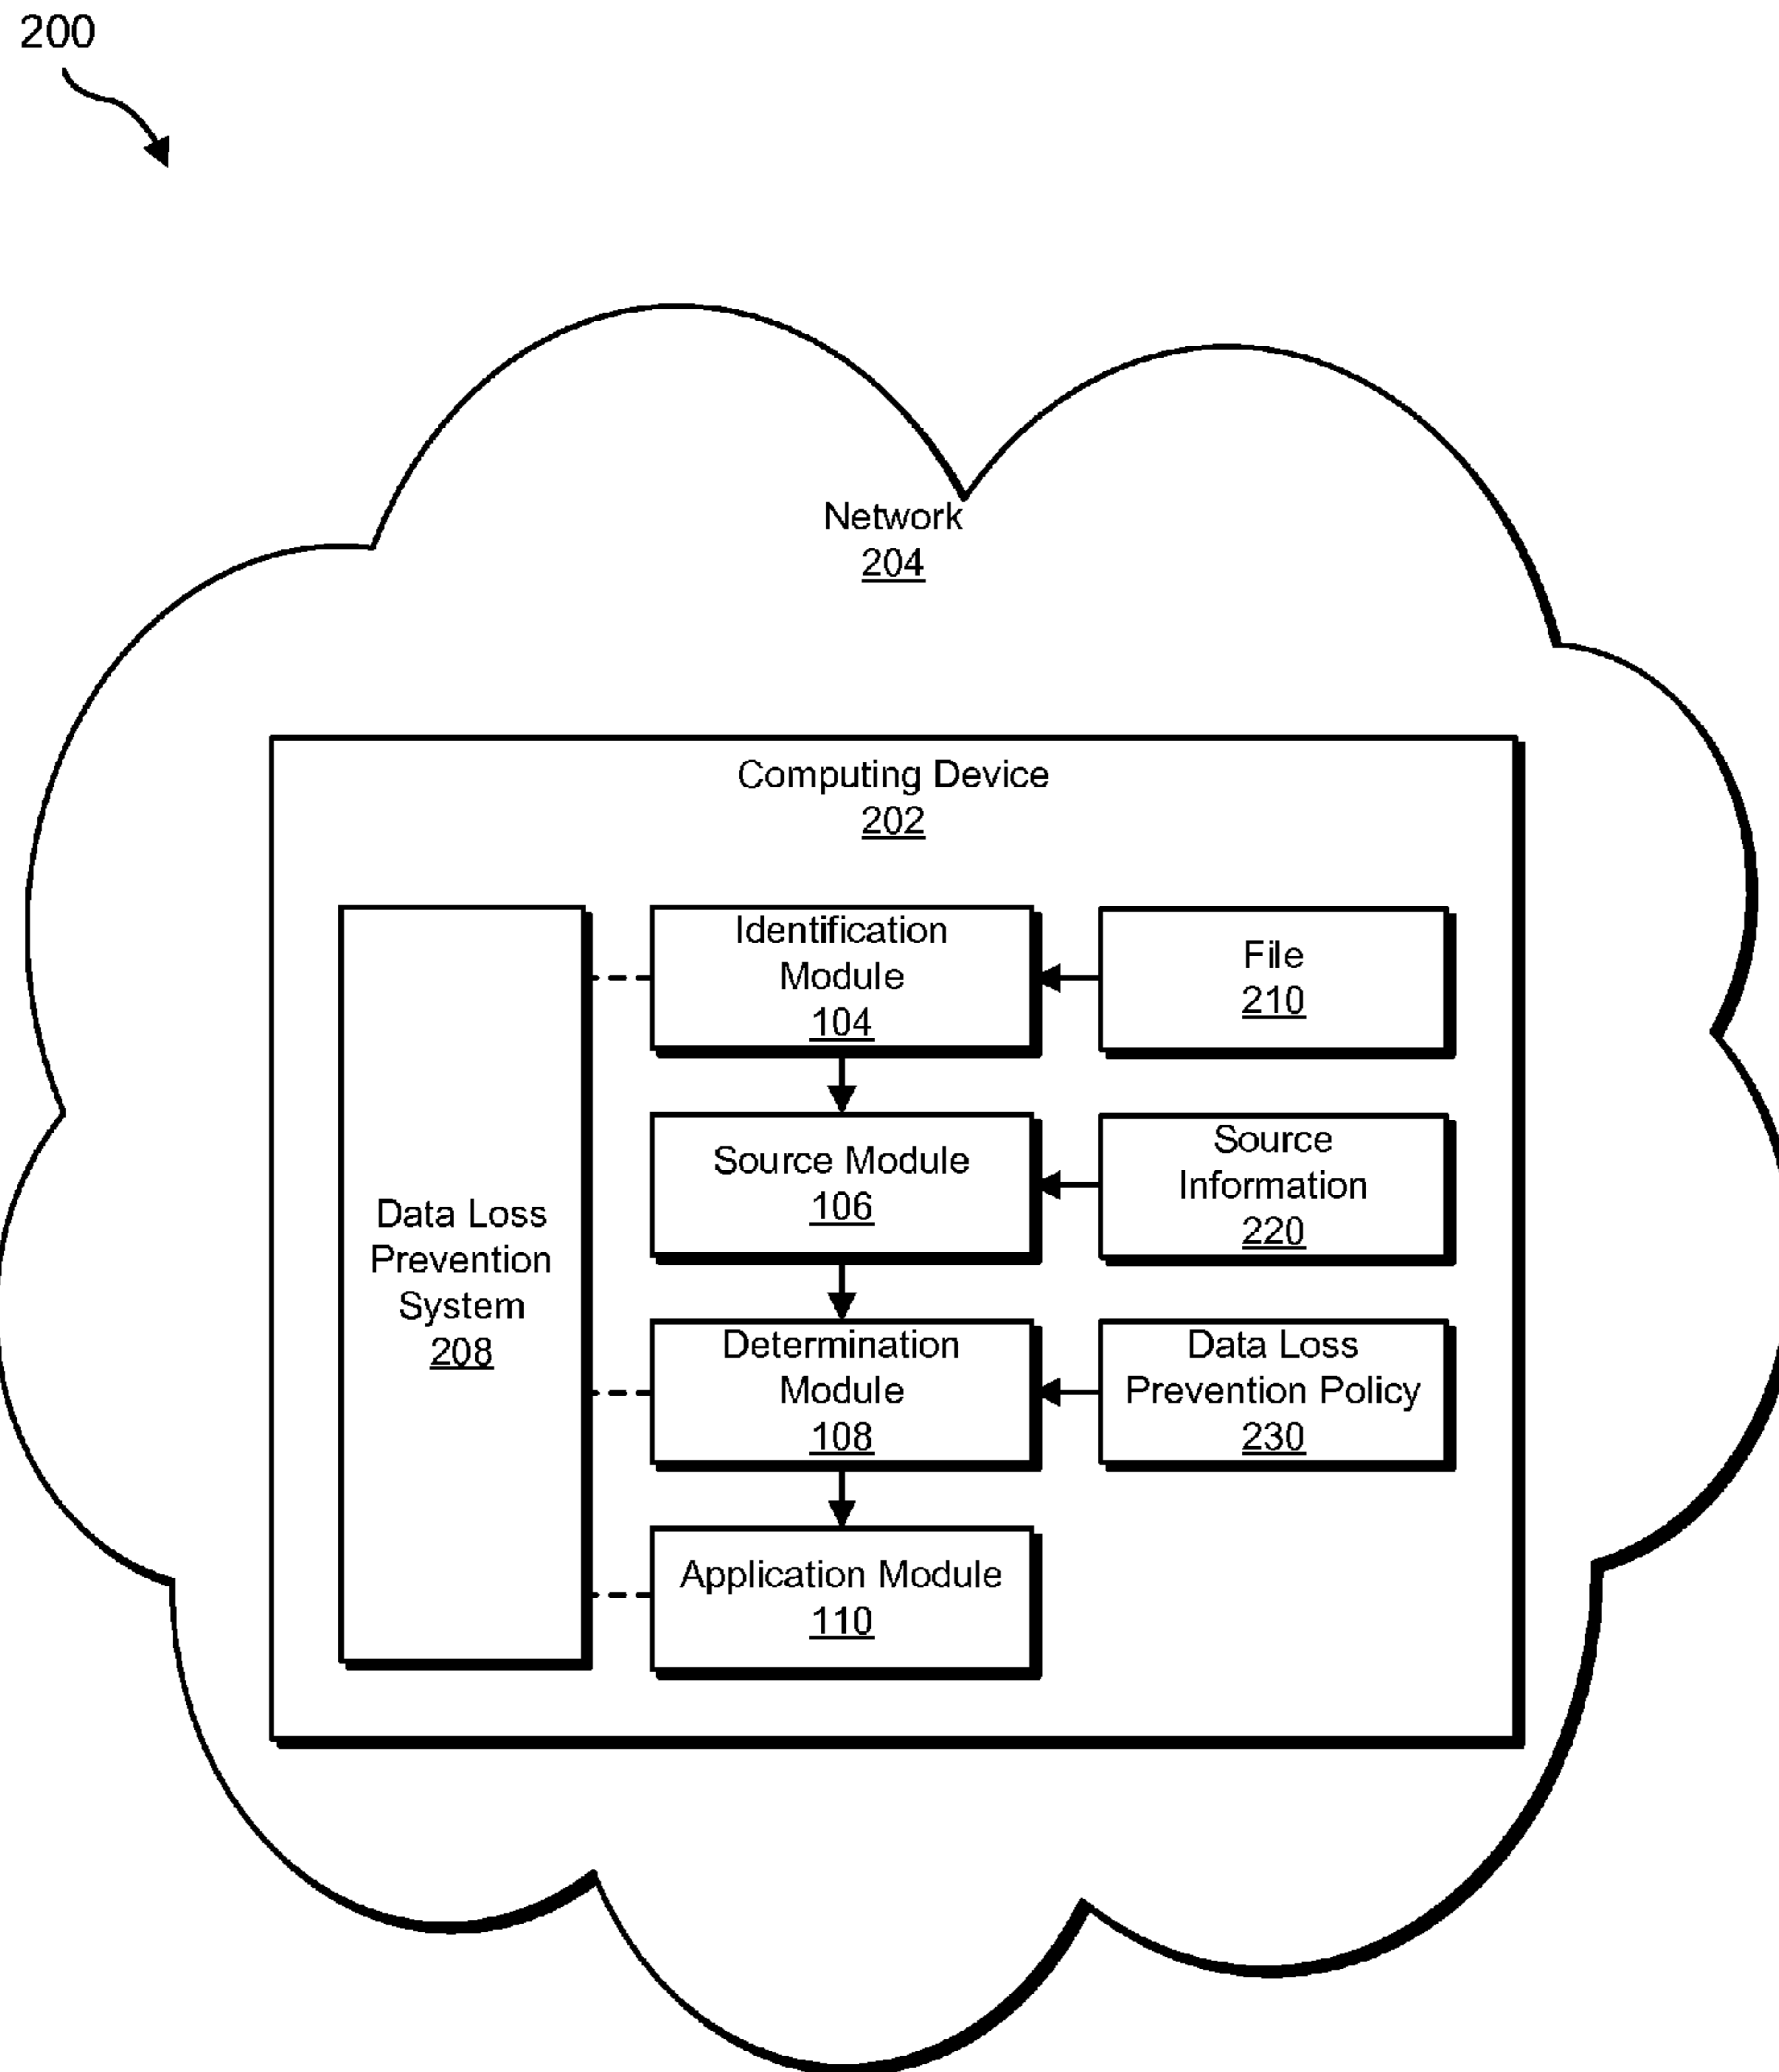 200
Network
204
Computing Device
202
Data Loss
Prevention
System
208
Identification
Module
104
File
210
Source Module
106
Source
Information
220
Determination
Module
108
Data Loss
Prevention Policy
230
Application Module
110